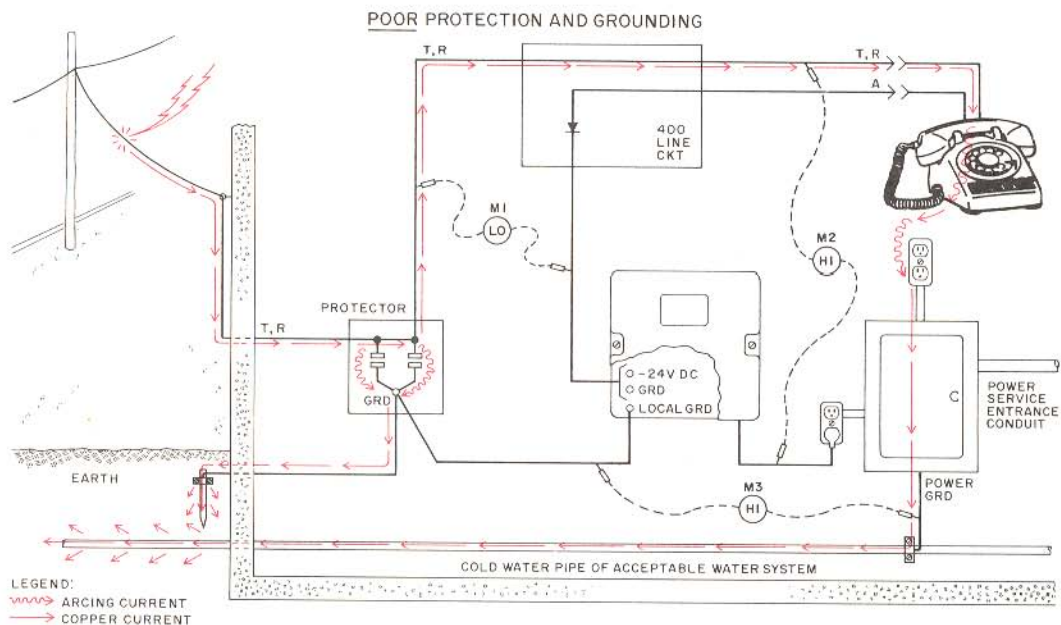 POOR PROTECTION AND GROUNDING
T, R
T, R
A
400
LINE
CKT
M1
LO
M2
HI
PROTECTOR
T, R
GRD
-24V DC
GRD
LOCAL GRD
POWER
SERVICE
ENTRANCE
CONDUIT
EARTH
M3
HI
POWER
GRD
COLD WATER PIPE OF ACCEPTABLE WATER SYSTEM
LEGEND:
ARCING CURRENT
COPPER CURRENT